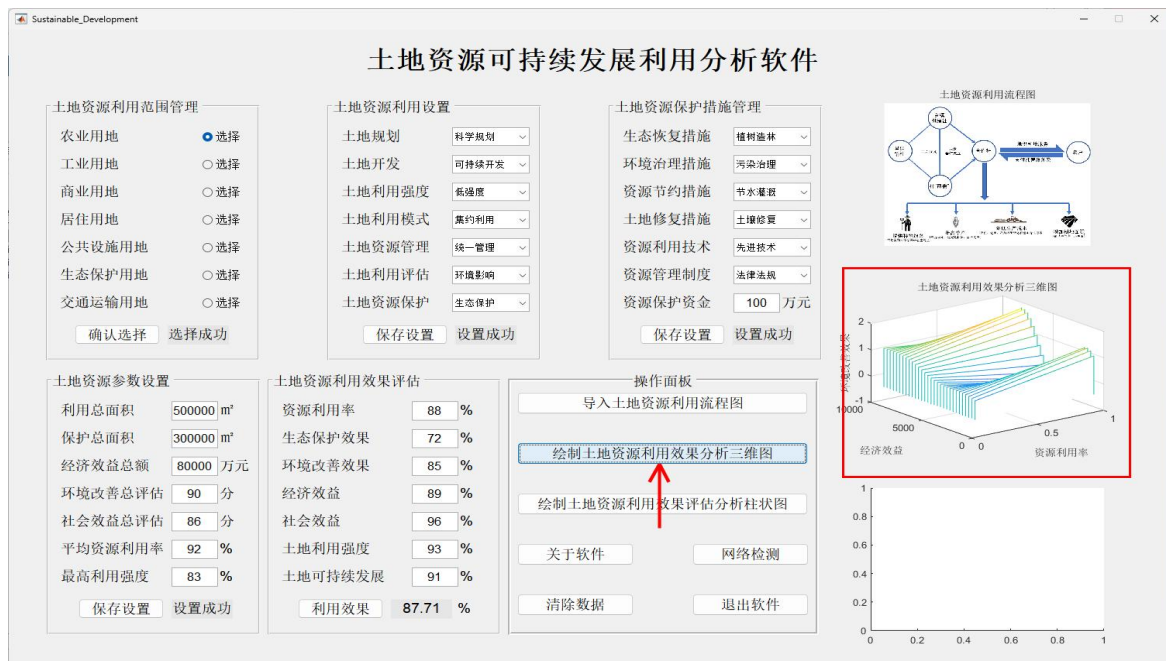 Sustainable_Development
土地资源可持续发展利用分析软件
土地资源利用范围管理
农业用地 选择
工业用地 选择
商业用地 选择
居住用地 选择
公共设施用地 选择
生态保护用地 选择
交通运输用地 选择
确认选择 选择成功
土地资源利用设置
土地规划 科学规划
土地开发 可持续开发
土地利用强度 低强度
土地利用模式 集约利用
土地资源管理 统一管理
土地利用评估 环境影响
土地资源保护 生态保护
保存设置 设置成功
土地资源保护措施管理
生态恢复措施 植树造林
环境治理措施 污染治理
资源节约措施 节水灌溉
土地修复措施 土壤修复
资源利用技术 先进技术
资源管理制度 法律法规
资源保护资金 100 万元
保存设置 设置成功
土地资源利用流程图
土地资源利用效果分析三维图
2
1
0
-1
环境改善效果
10000
5000
0
经济效益
0
0.5
1
资源利用率
土地资源参数设置
利用总面积 500000 m²
保护总面积 300000 m²
经济效益总额 80000 万元
环境改善总评估 90 分
社会效益总评估 86 分
平均资源利用率 92 %
最高利用强度 83 %
保存设置 设置成功
土地资源利用效果评估
资源利用率 88 %
生态保护效果 72 %
环境改善效果 85 %
经济效益 89 %
社会效益 96 %
土地利用强度 93 %
土地可持续发展 91 %
利用效果 87.71 %
操作面板
导入土地资源利用流程图
绘制土地资源利用效果分析三维图
绘制土地资源利用效果评估分析柱状图
关于软件 网络检测
清除数据 退出软件
1
0.8
0.6
0.4
0.2
0
0 0.2 0.4 0.6 0.8 1